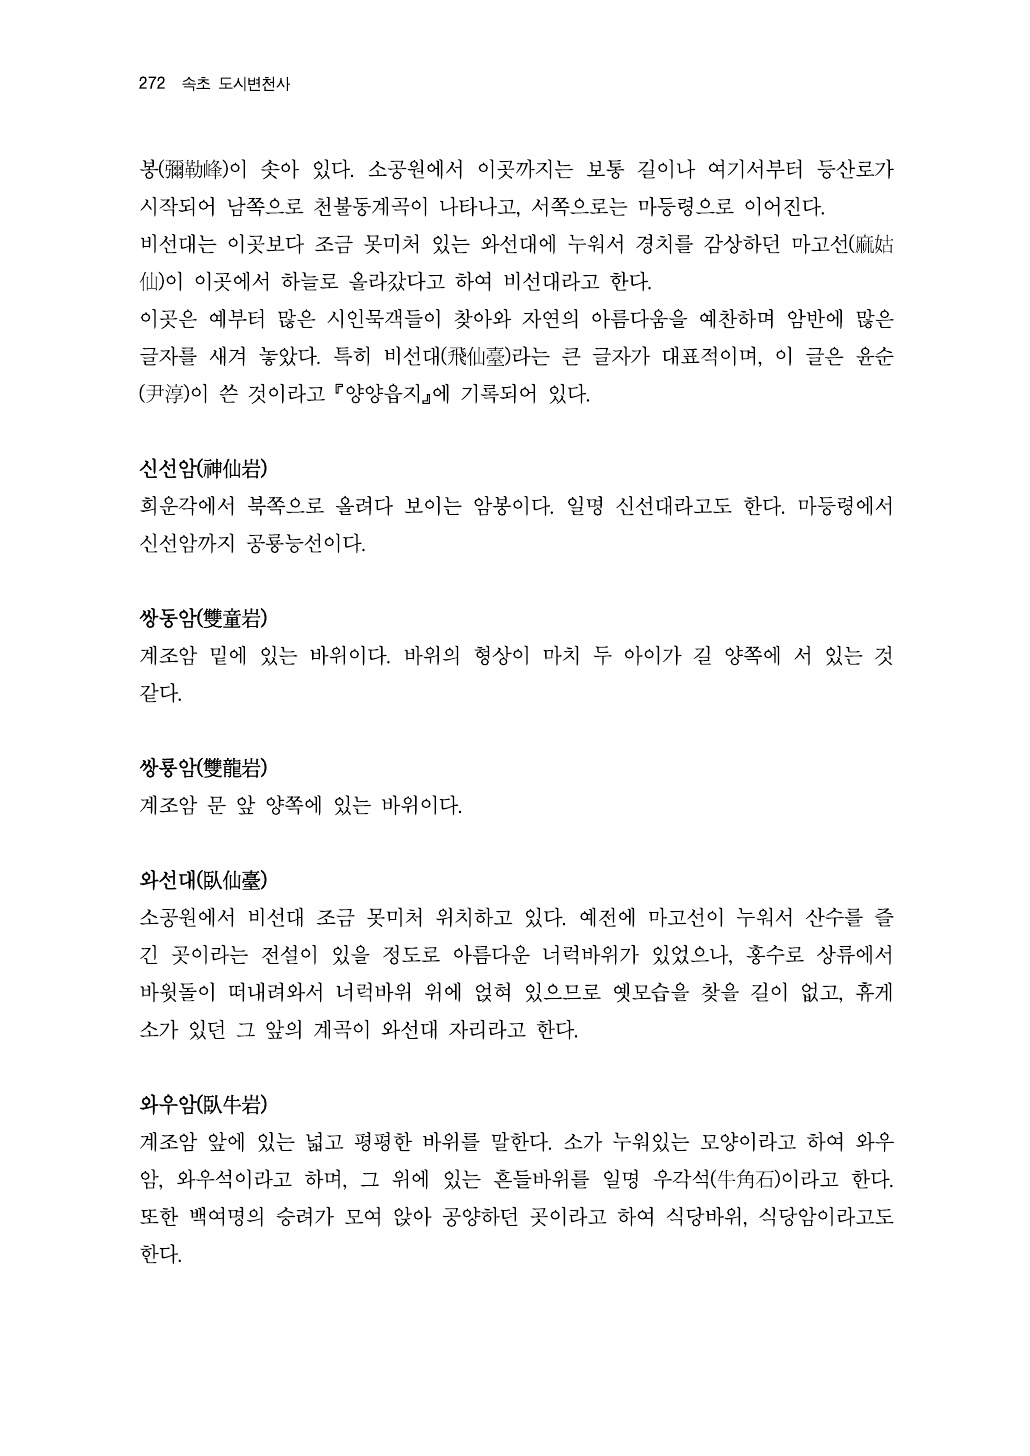 272 속초 도시변천사
봉(彌勒峰)이 솟아 있다. 소공원에서 이곳까지는 보통 길이나 여기서부터 등산로가
시작되어 남쪽으로 천불동계곡이 나타나고, 서쪽으로는 마등령으로 이어진다.
비선대는 이곳보다 조금 못미처 있는 와선대에 누워서 경치를 감상하던 마고선(麻姑
仙)이 이곳에서 하늘로 올라갔다고 하여 비선대라고 한다.
이곳은 예부터 많은 시인묵객들이 찾아와 자연의 아름다움을 예찬하며 암반에 많은
글자를 새겨 놓았다. 특히 비선대(飛仙臺)라는 큰 글자가 대표적이며, 이 글은 윤순
(尹淳)이 쓴 것이라고 『양양읍지』에 기록되어 있다.
신선암(神仙岩)
희운각에서 북쪽으로 올려다 보이는 암봉이다. 일명 신선대라고도 한다. 마등령에서
신선암까지 공룡능선이다.
쌍동암(雙童岩)
계조암 밑에 있는 바위이다. 바위의 형상이 마치 두 아이가 길 양쪽에 서 있는 것
같다.
쌍룡암(雙龍岩)
계조암 문 앞 양쪽에 있는 바위이다.
와선대(臥仙臺)
소공원에서 비선대 조금 못미처 위치하고 있다. 예전에 마고선이 누워서 산수를 즐
긴 곳이라는 전설이 있을 정도로 아름다운 너럭바위가 있었으나, 홍수로 상류에서
바윗돌이 떠내려와서 너럭바위 위에 얹혀 있으므로 옛모습을 찾을 길이 없고, 휴게
소가 있던 그 앞의 계곡이 와선대 자리라고 한다.
와우암(臥牛岩)
계조암 앞에 있는 넓고 평평한 바위를 말한다. 소가 누워있는 모양이라고 하여 와우
암, 와우석이라고 하며, 그 위에 있는 흔들바위를 일명 우각석(牛角石)이라고 한다.
또한 백여명의 승려가 모여 앉아 공양하던 곳이라고 하여 식당바위, 식당암이라고도
한다.